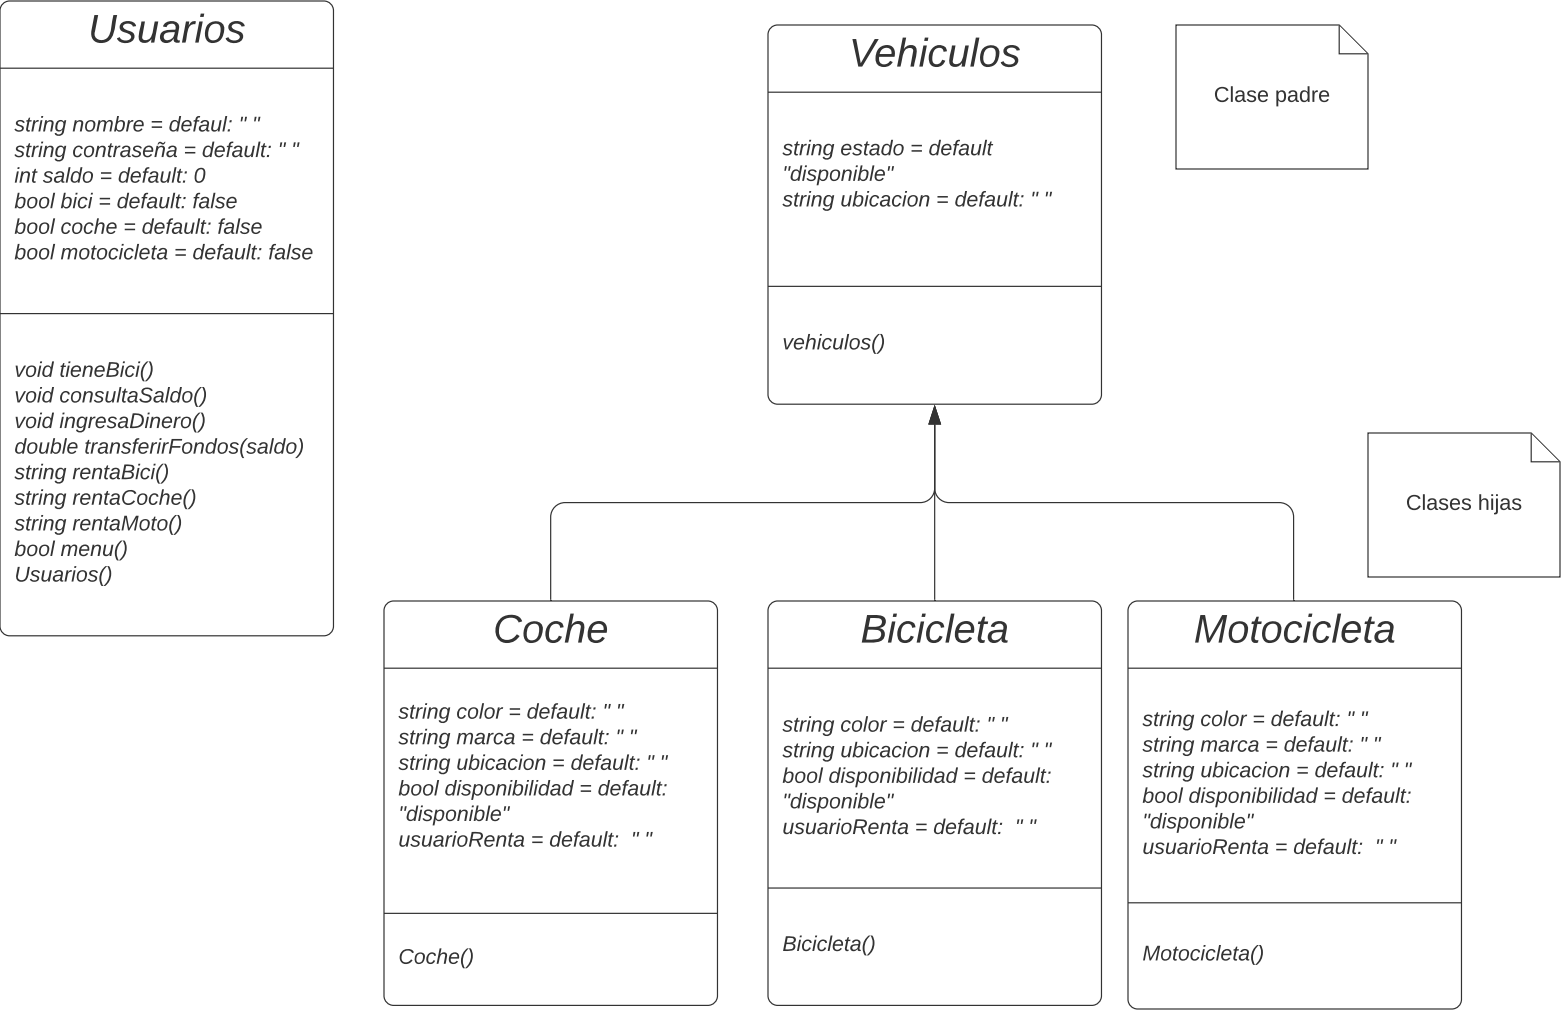 Usuarios
string nombre = defaul: " "
string contraseña = default: " "
int saldo = default: 0
bool bici = default: false
bool coche = default: false
bool motocicleta = default: false
void tieneBici()
void consultaSaldo()
void ingresaDinero()
double transferirFondos(saldo)
string rentaBici()
string rentaCoche()
string rentaMoto()
bool menu()
Usuarios()
Vehiculos
string estado = default
"disponible"
string ubicacion = default: " "
vehiculos()
Clase padre
Clases hijas
Coche
string color = default: " "
string marca = default: " "
string ubicacion = default: " "
bool disponibilidad = default:
"disponible"
usuarioRenta = default:  " "
Coche()
Bicicleta
string color = default: " "
string ubicacion = default: " "
bool disponibilidad = default:
"disponible"
usuarioRenta = default:  " "
Bicicleta()
Motocicleta
string color = default: " "
string marca = default: " "
string ubicacion = default: " "
bool disponibilidad = default:
"disponible"
usuarioRenta = default:  " "
Motocicleta()